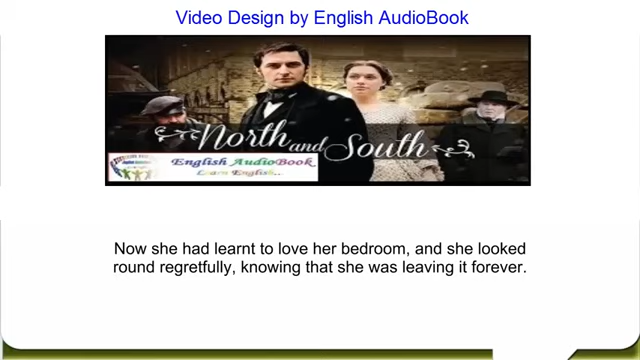 Video Design by English AudioBook
North and South
English AudioBook
Learn English...
Now she had learnt to love her bedroom, and she looked
round regretfully, knowing that she was leaving it forever.